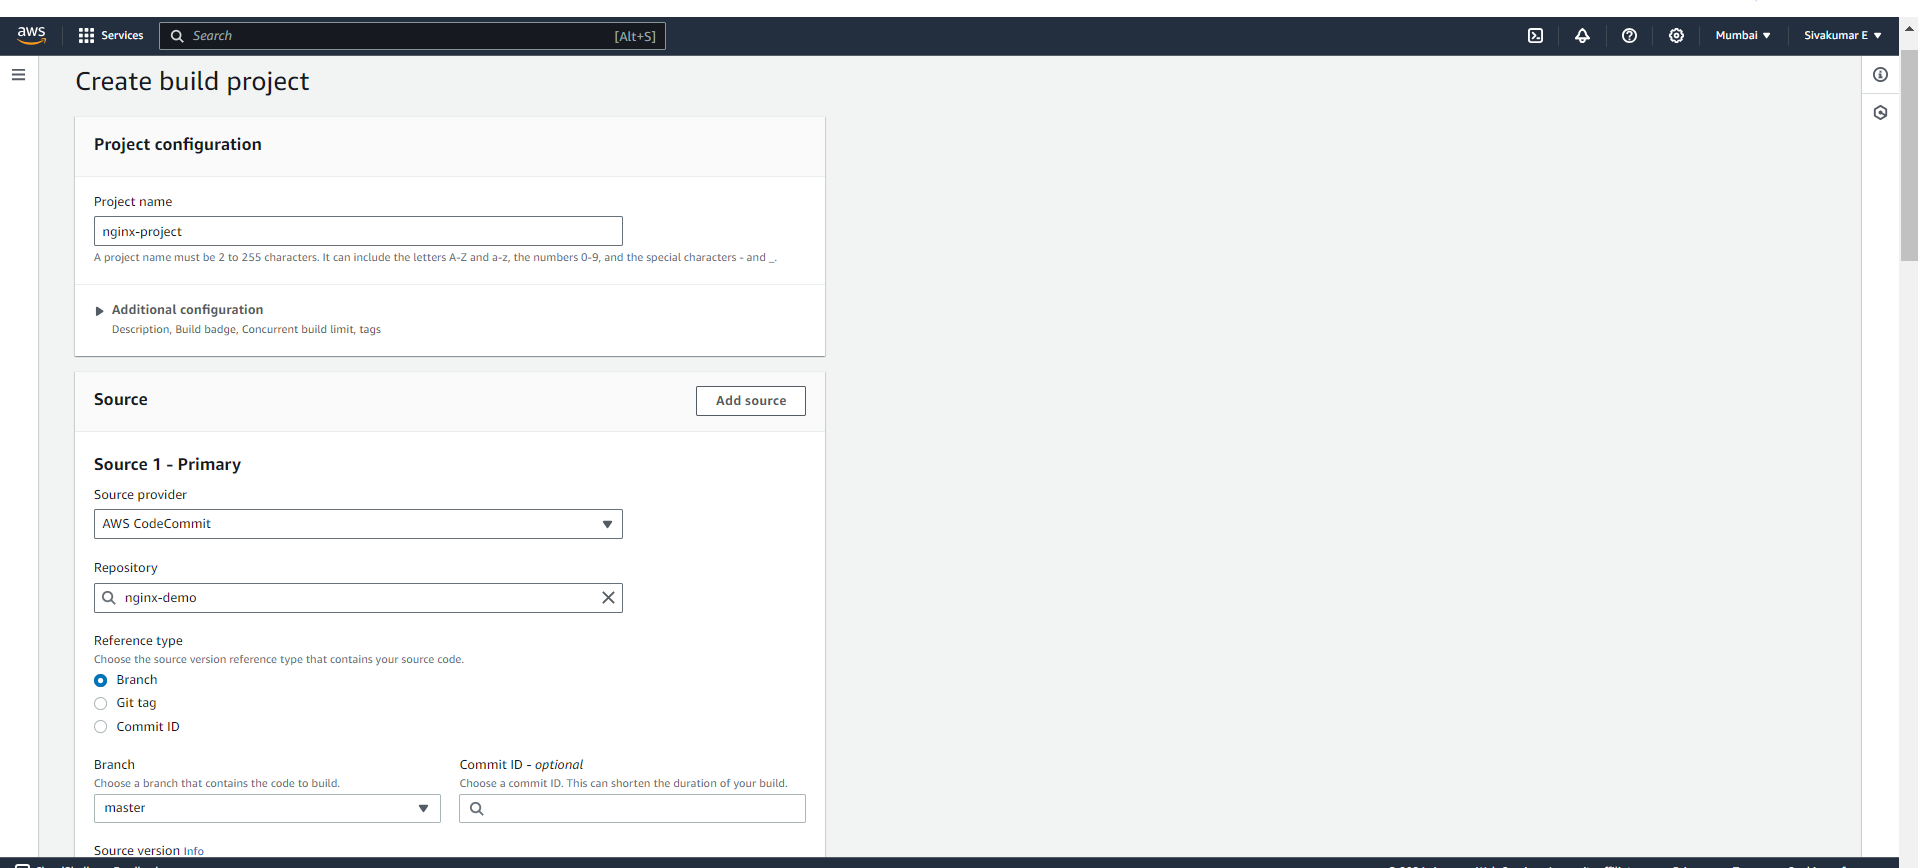 aws Services Search [Alt+S] Mumbai Sivakumar E
Create build project
Project configuration
Project name
nginx-project
A project name must be 2 to 255 characters. It can include the letters A-Z and a-z, the numbers 0-9, and the special characters - and _.
Additional configuration
Description, Build badge, Concurrent build limit, tags
Source Add source
Source 1 - Primary
Source provider
AWS CodeCommit
Repository
nginx-demo
Reference type
Choose the source version reference type that contains your source code.
Branch
Git tag
Commit ID
Branch Commit ID - optional
Choose a branch that contains the code to build. Choose a commit ID. This can shorten the duration of your build.
master
Source version Info